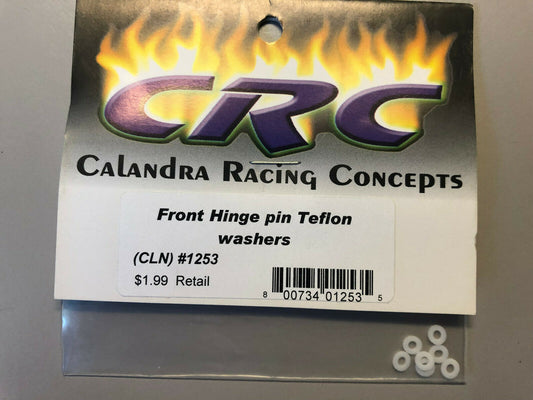 CRC
Calandra Racing Concepts
Front Hinge pin Teflon
washers
(CLN) #1253
$1.99 Retail
8 00734 01253 5